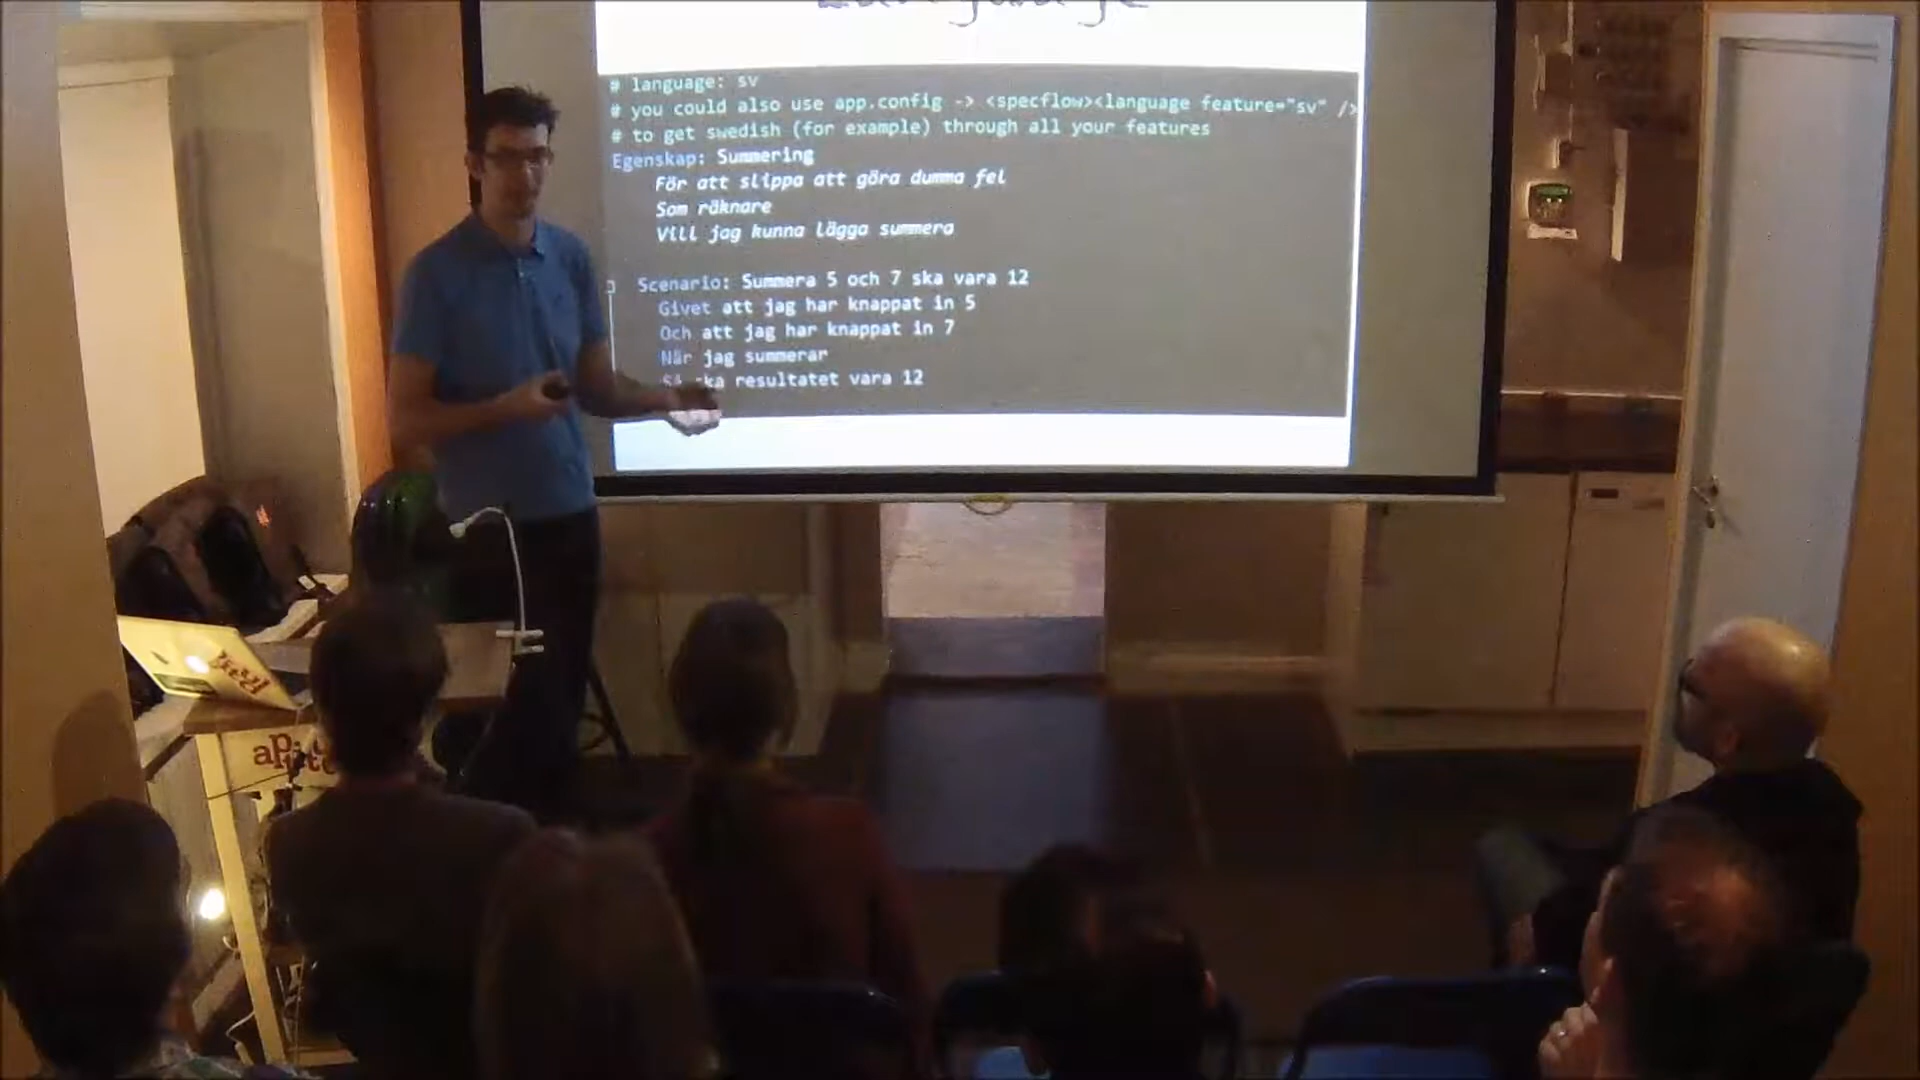 # language: sv
# you could also use app.config -> <specflow><language feature="sv" />
# to get swedish (for example) through all your features
Egenskap: Summering
För att slippa att göra dumma fel
Som räknare
Vill jag kunna lägga summera
Scenario: Summera 5 och 7 ska vara 12
Givet att jag har knappat in 5
Och att jag har knappat in 7
När jag summerar
Så ska resultatet vara 12